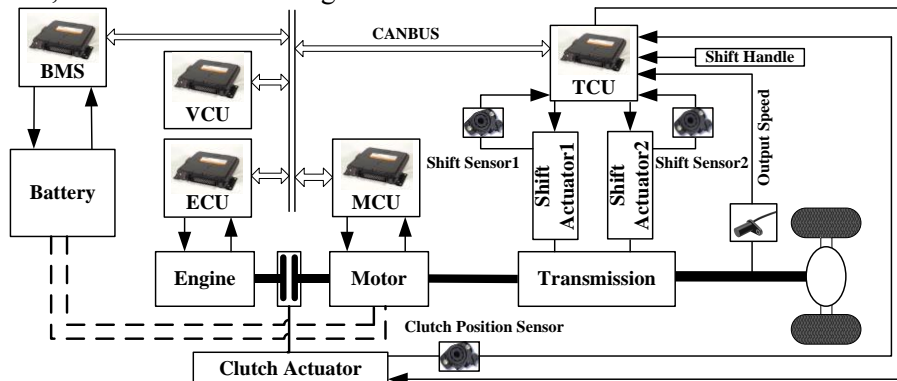 CANBUS
BMS
TCU
Shift Handle
VCU
Shift Sensor1
Shift
Actuator1
Shift
Actuator2
Shift Sensor2
Output Speed
Battery
ECU
MCU
Engine
Motor
Transmission
Clutch Position Sensor
Clutch Actuator